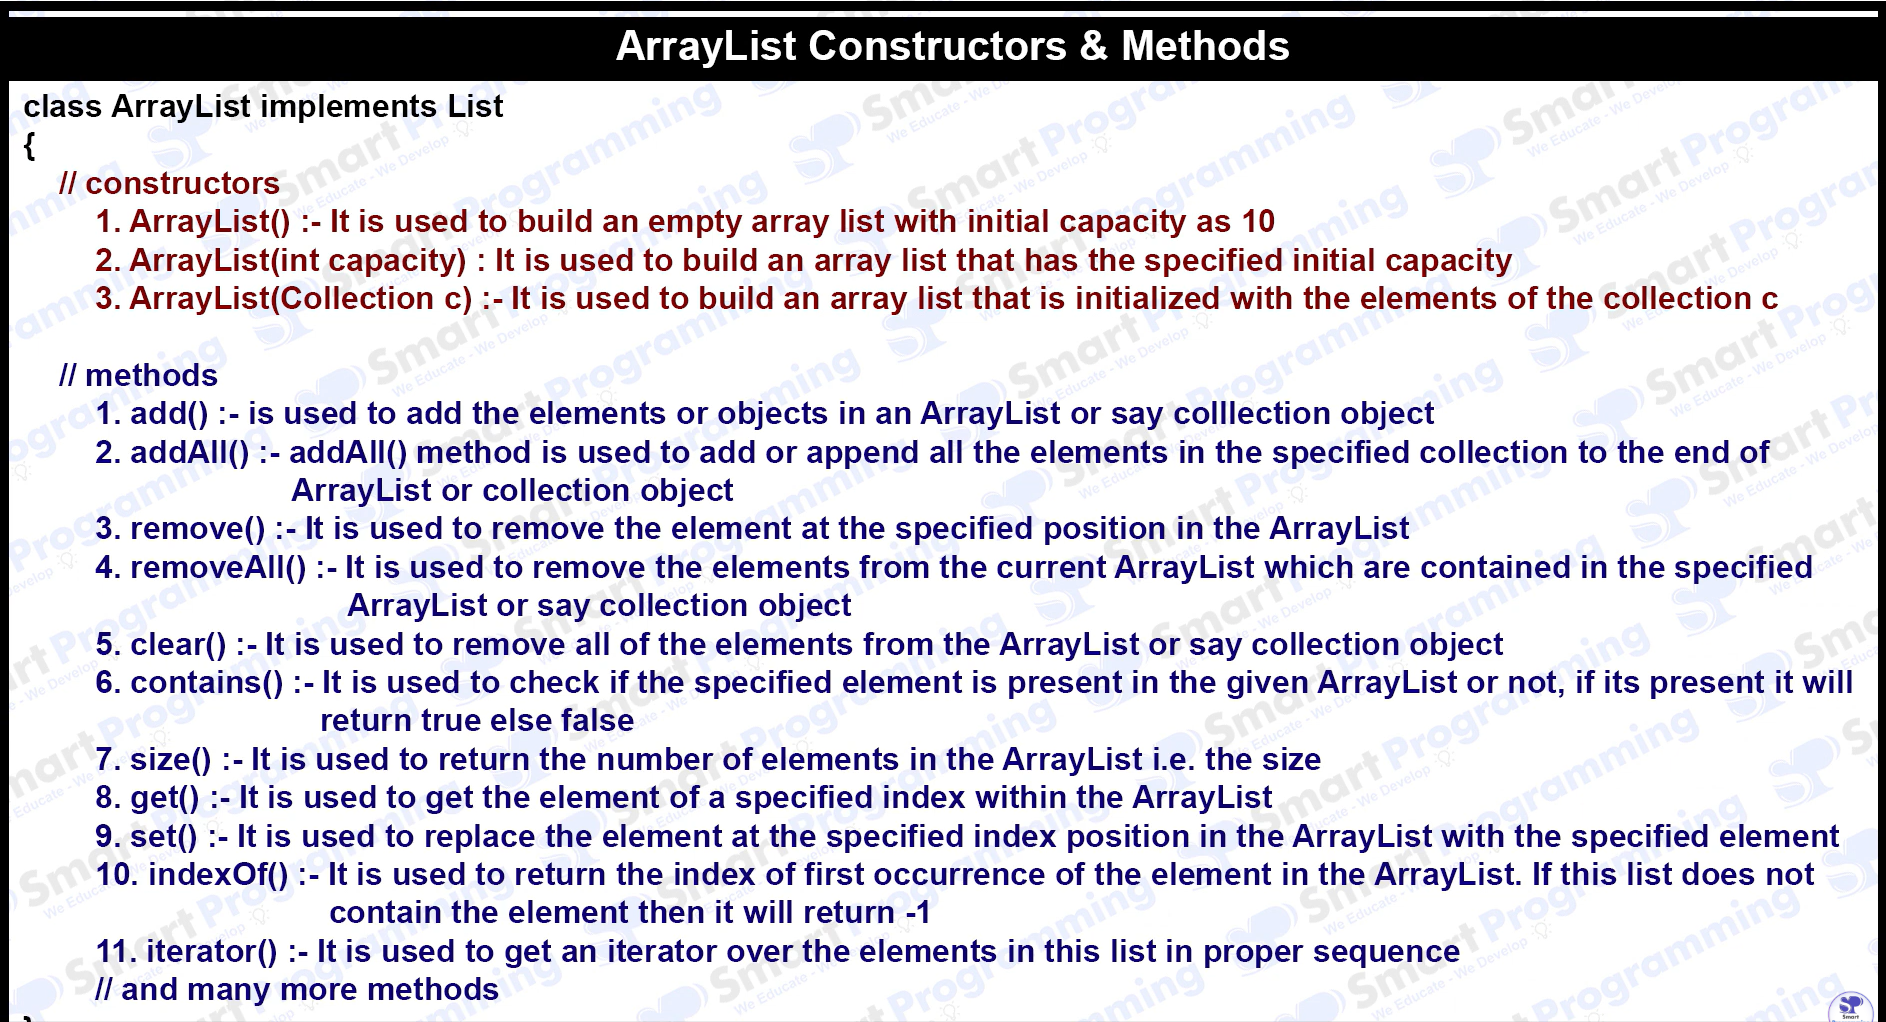 ArrayList Constructors & Methods
class ArrayList implements List
{
// constructors
1. ArrayList() :- It is used to build an empty array list with initial capacity as 10
2. ArrayList(int capacity) : It is used to build an array list that has the specified initial capacity
3. ArrayList(Collection c) :- It is used to build an array list that is initialized with the elements of the collection c
// methods
1. add() :- is used to add the elements or objects in an ArrayList or say colllection object
2. addAll() :- addAll() method is used to add or append all the elements in the specified collection to the end of
ArrayList or collection object
3. remove() :- It is used to remove the element at the specified position in the ArrayList
4. removeAll() :- It is used to remove the elements from the current ArrayList which are contained in the specified
ArrayList or say collection object
5. clear() :- It is used to remove all of the elements from the ArrayList or say collection object
6. contains() :- It is used to check if the specified element is present in the given ArrayList or not, if its present it will
return true else false
7. size() :- It is used to return the number of elements in the ArrayList i.e. the size
8. get() :- It is used to get the element of a specified index within the ArrayList
9. set() :- It is used to replace the element at the specified index position in the ArrayList with the specified element
10. indexOf() :- It is used to return the index of first occurrence of the element in the ArrayList. If this list does not
contain the element then it will return -1
11. iterator() :- It is used to get an iterator over the elements in this list in proper sequence
// and many more methods
Smart Programming
We Educate - We Develop